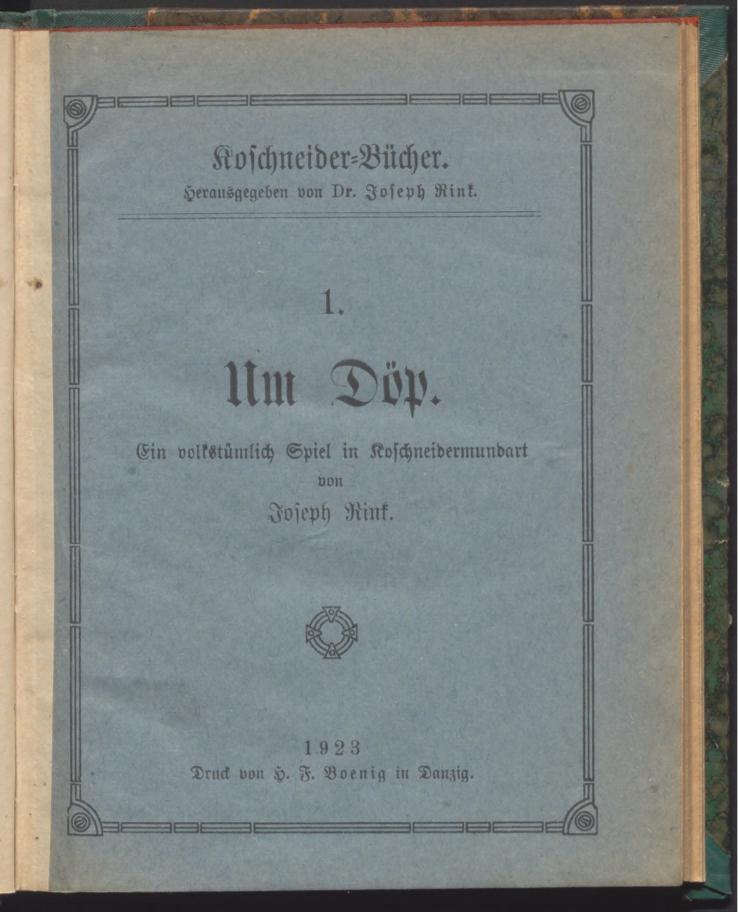 Koschneider=Bücher.
Herausgegeben von Dr. Joseph Rink.
1.
Um Döp.
Ein volkstümlich Spiel in Koschneidermundart
von
Joseph Rink.
1923
Druck von H. F. Boenig in Danzig.